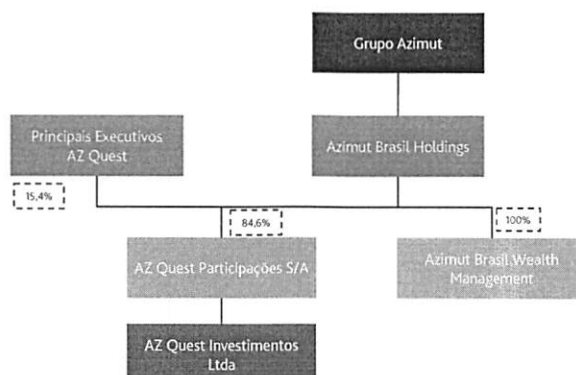 Grupo Azimut
Principais Executivos
AZ Quest
Azimut Brasil Holdings
15,4%
84,6%
100%
AZ Quest Participações S/A
Azimut Brasil Wealth
Management
AZ Quest Investimentos
Ltda